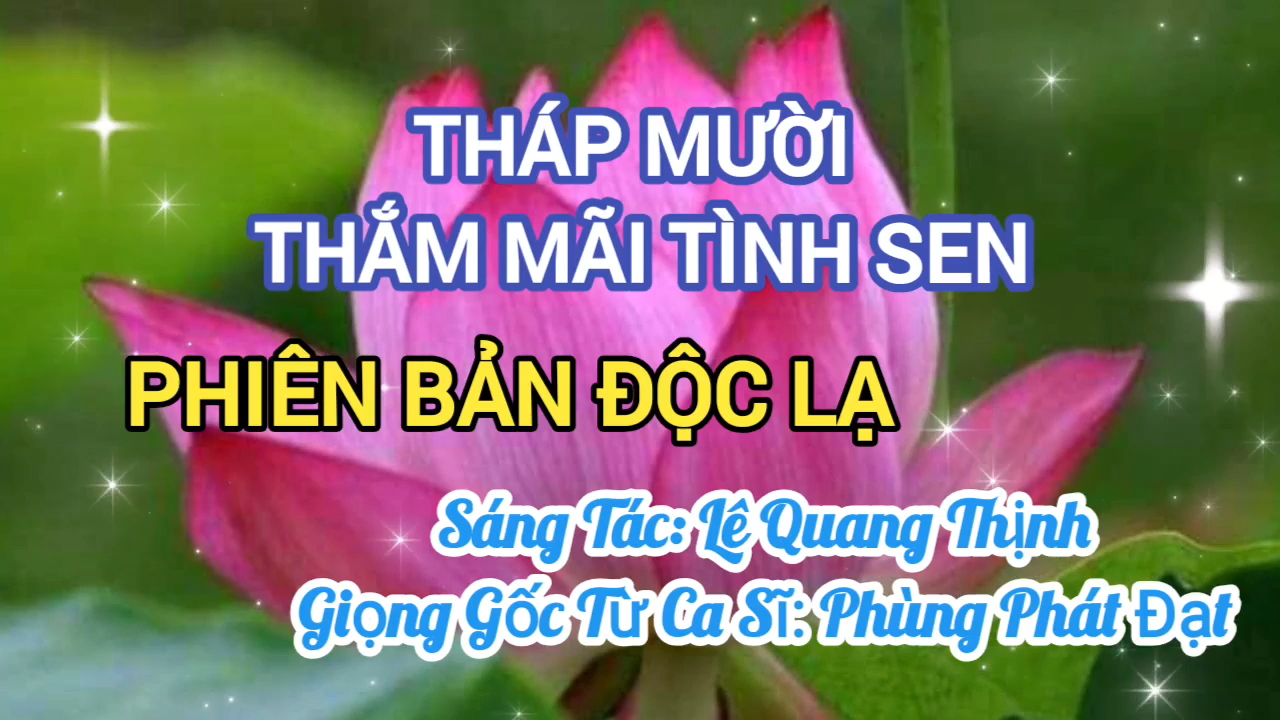 THÁP MƯỜI
THẮM MÃI TÌNH SEN
PHIÊN BẢN ĐỘC LẠ
Sáng Tác: Lê Quang Thịnh
Giọng Gốc Từ Ca Sĩ: Phùng Phát Đạt